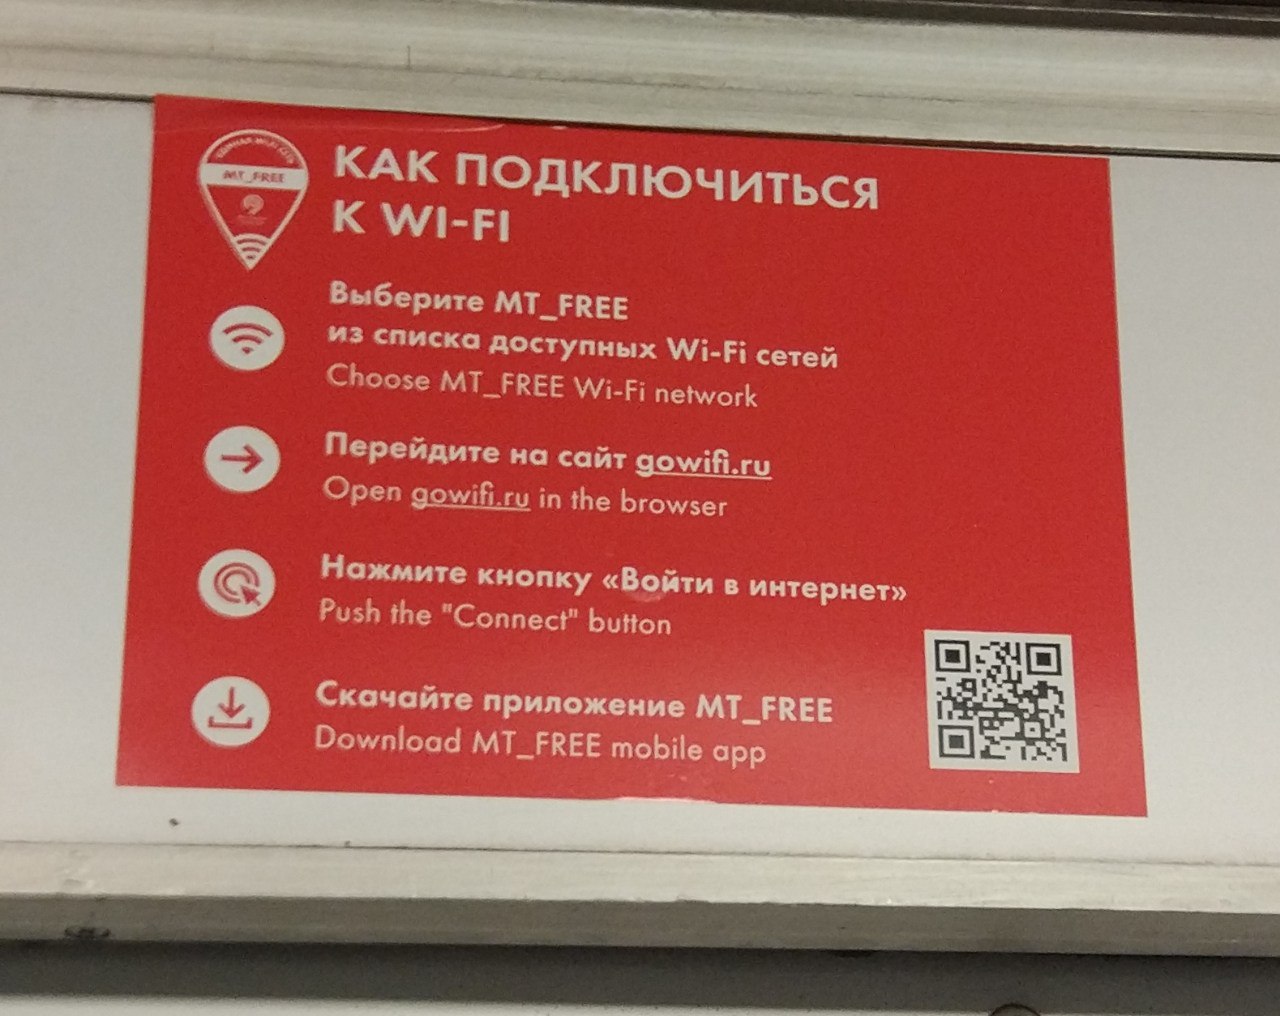 MT_FREE
КАК ПОДКЛЮЧИТЬСЯ
К WI-FI
Выберите MT_FREE
из списка доступных Wi-Fi сетей
Choose MT_FREE Wi-Fi network
Перейдите на сайт gowifi.ru
Open gowifi.ru in the browser
Нажмите кнопку «Войти в интернет»
Push the "Connect" button
Скачайте приложение MT_FREE
Download MT_FREE mobile app